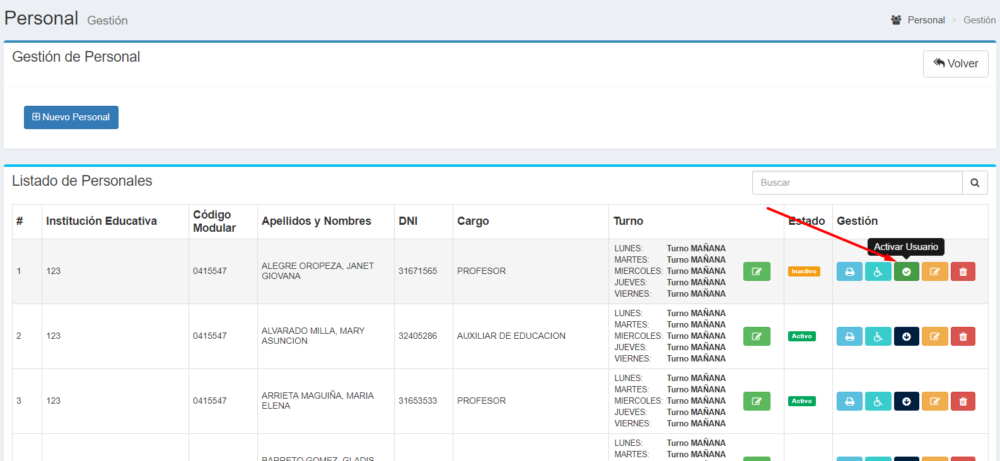 Personal Gestión
Personal > Gestión
Gestión de Personal
Volver
Nuevo Personal
Listado de Personales
Buscar
# Institución Educativa Código Modular Apellidos y Nombres DNI Cargo Turno Estado Gestión
Activar Usuario
1 123 0415547 ALEGRE OROPEZA, JANET GIOVANA 31671565 PROFESOR
LUNES: Turno MAÑANA
MARTES: Turno MAÑANA
MIERCOLES: Turno MAÑANA
JUEVES: Turno MAÑANA
VIERNES: Turno MAÑANA
Inactivo
2 123 0415547 ALVARADO MILLA, MARY ASUNCION 32405286 AUXILIAR DE EDUCACION
LUNES: Turno MAÑANA
MARTES: Turno MAÑANA
MIERCOLES: Turno MAÑANA
JUEVES: Turno MAÑANA
VIERNES: Turno MAÑANA
Activo
3 123 0415547 ARRIETA MAGUIÑA, MARIA ELENA 31653533 PROFESOR
LUNES: Turno MAÑANA
MARTES: Turno MAÑANA
MIERCOLES: Turno MAÑANA
JUEVES: Turno MAÑANA
VIERNES: Turno MAÑANA
Activo
BARRETO GOMEZ, GLADIS
LUNES: Turno MAÑANA
MARTES: Turno MAÑANA